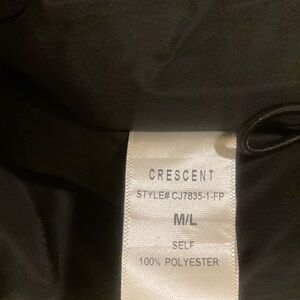 CRESCENT
STYLE# CJ7835-1-FP
M/L
SELF
100% POLYESTER